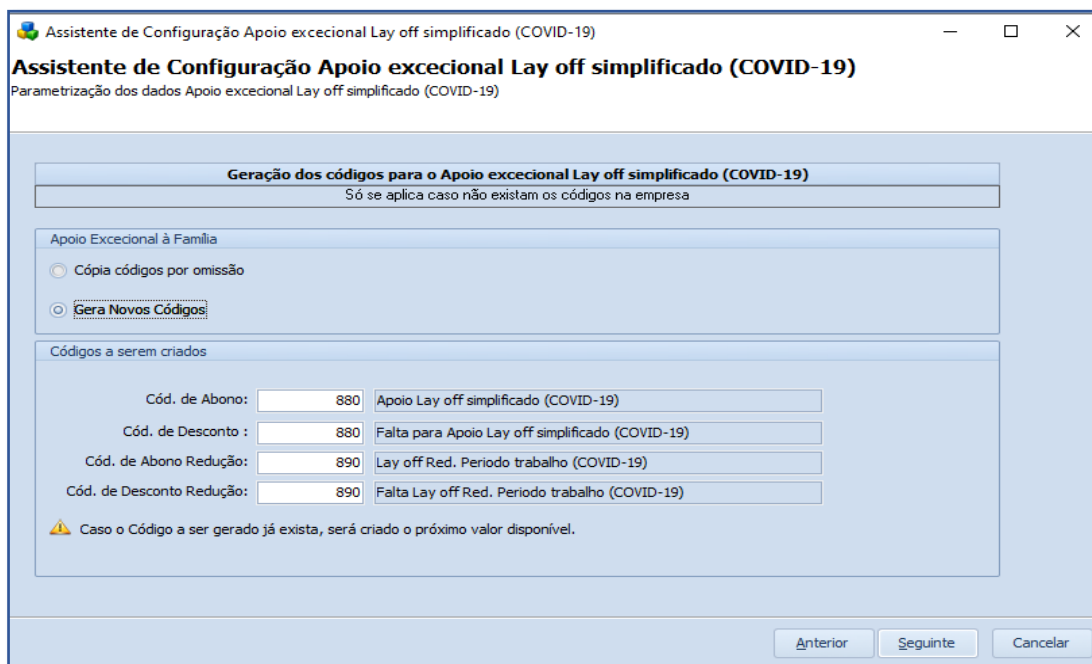 Assistente de Configuração Apoio excecional Lay off simplificado (COVID-19)
Assistente de Configuração Apoio excecional Lay off simplificado (COVID-19)
Parametrização dos dados Apoio excecional Lay off simplificado (COVID-19)
Geração dos códigos para o Apoio excecional Lay off simplificado (COVID-19)
Só se aplica caso não existam os códigos na empresa
Apoio Excecional à Família
Cópia códigos por omissão
Gera Novos Códigos
Códigos a serem criados
Cód. de Abono: 880 Apoio Lay off simplificado (COVID-19)
Cód. de Desconto : 880 Falta para Apoio Lay off simplificado (COVID-19)
Cód. de Abono Redução: 890 Lay off Red. Periodo trabalho (COVID-19)
Cód. de Desconto Redução: 890 Falta Lay off Red. Periodo trabalho (COVID-19)
Caso o Código a ser gerado já exista, será criado o próximo valor disponível.
Anterior Seguinte Cancelar